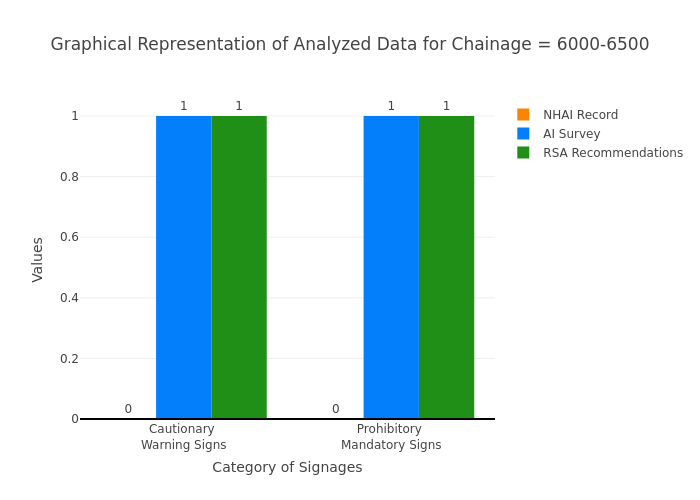 Graphical Representation of Analyzed Data for Chainage = 6000-6500
1
1
1
1
NHAI Record
AI Survey
RSA Recommendations
1
0.8
0.6
0.4
0.2
0
Values
0
0
Cautionary
Warning Signs
Prohibitory
Mandatory Signs
Category of Signages